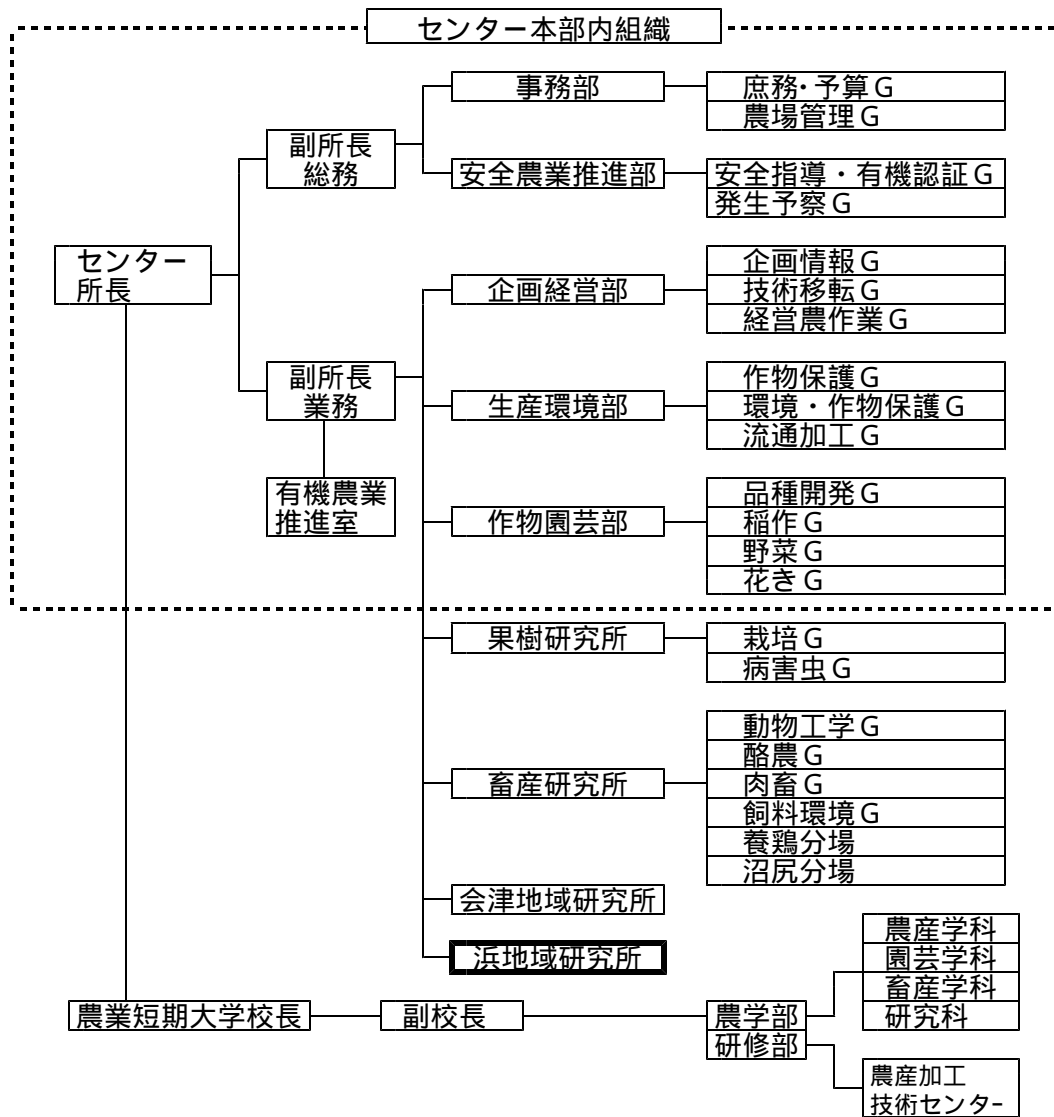 センター本部内組織
事務部
庶務・予算G
農場管理G
副所長
総務
安全農業推進部
安全指導・有機認証G
発生予察G
センター
所長
企画経営部
企画情報G
技術移転G
経営農作業G
副所長
業務
生産環境部
作物保護G
環境・作物保護G
流通加工G
有機農業
推進室
作物園芸部
品種開発G
稲作G
野菜G
花きG
果樹研究所
栽培G
病害虫G
畜産研究所
動物工学G
酪農G
肉畜G
飼料環境G
養鶏分場
沼尻分場
会津地域研究所
浜地域研究所
農業短期大学校長
副校長
農学部
研修部
農産学科
園芸学科
畜産学科
研究科
農産加工
技術センター